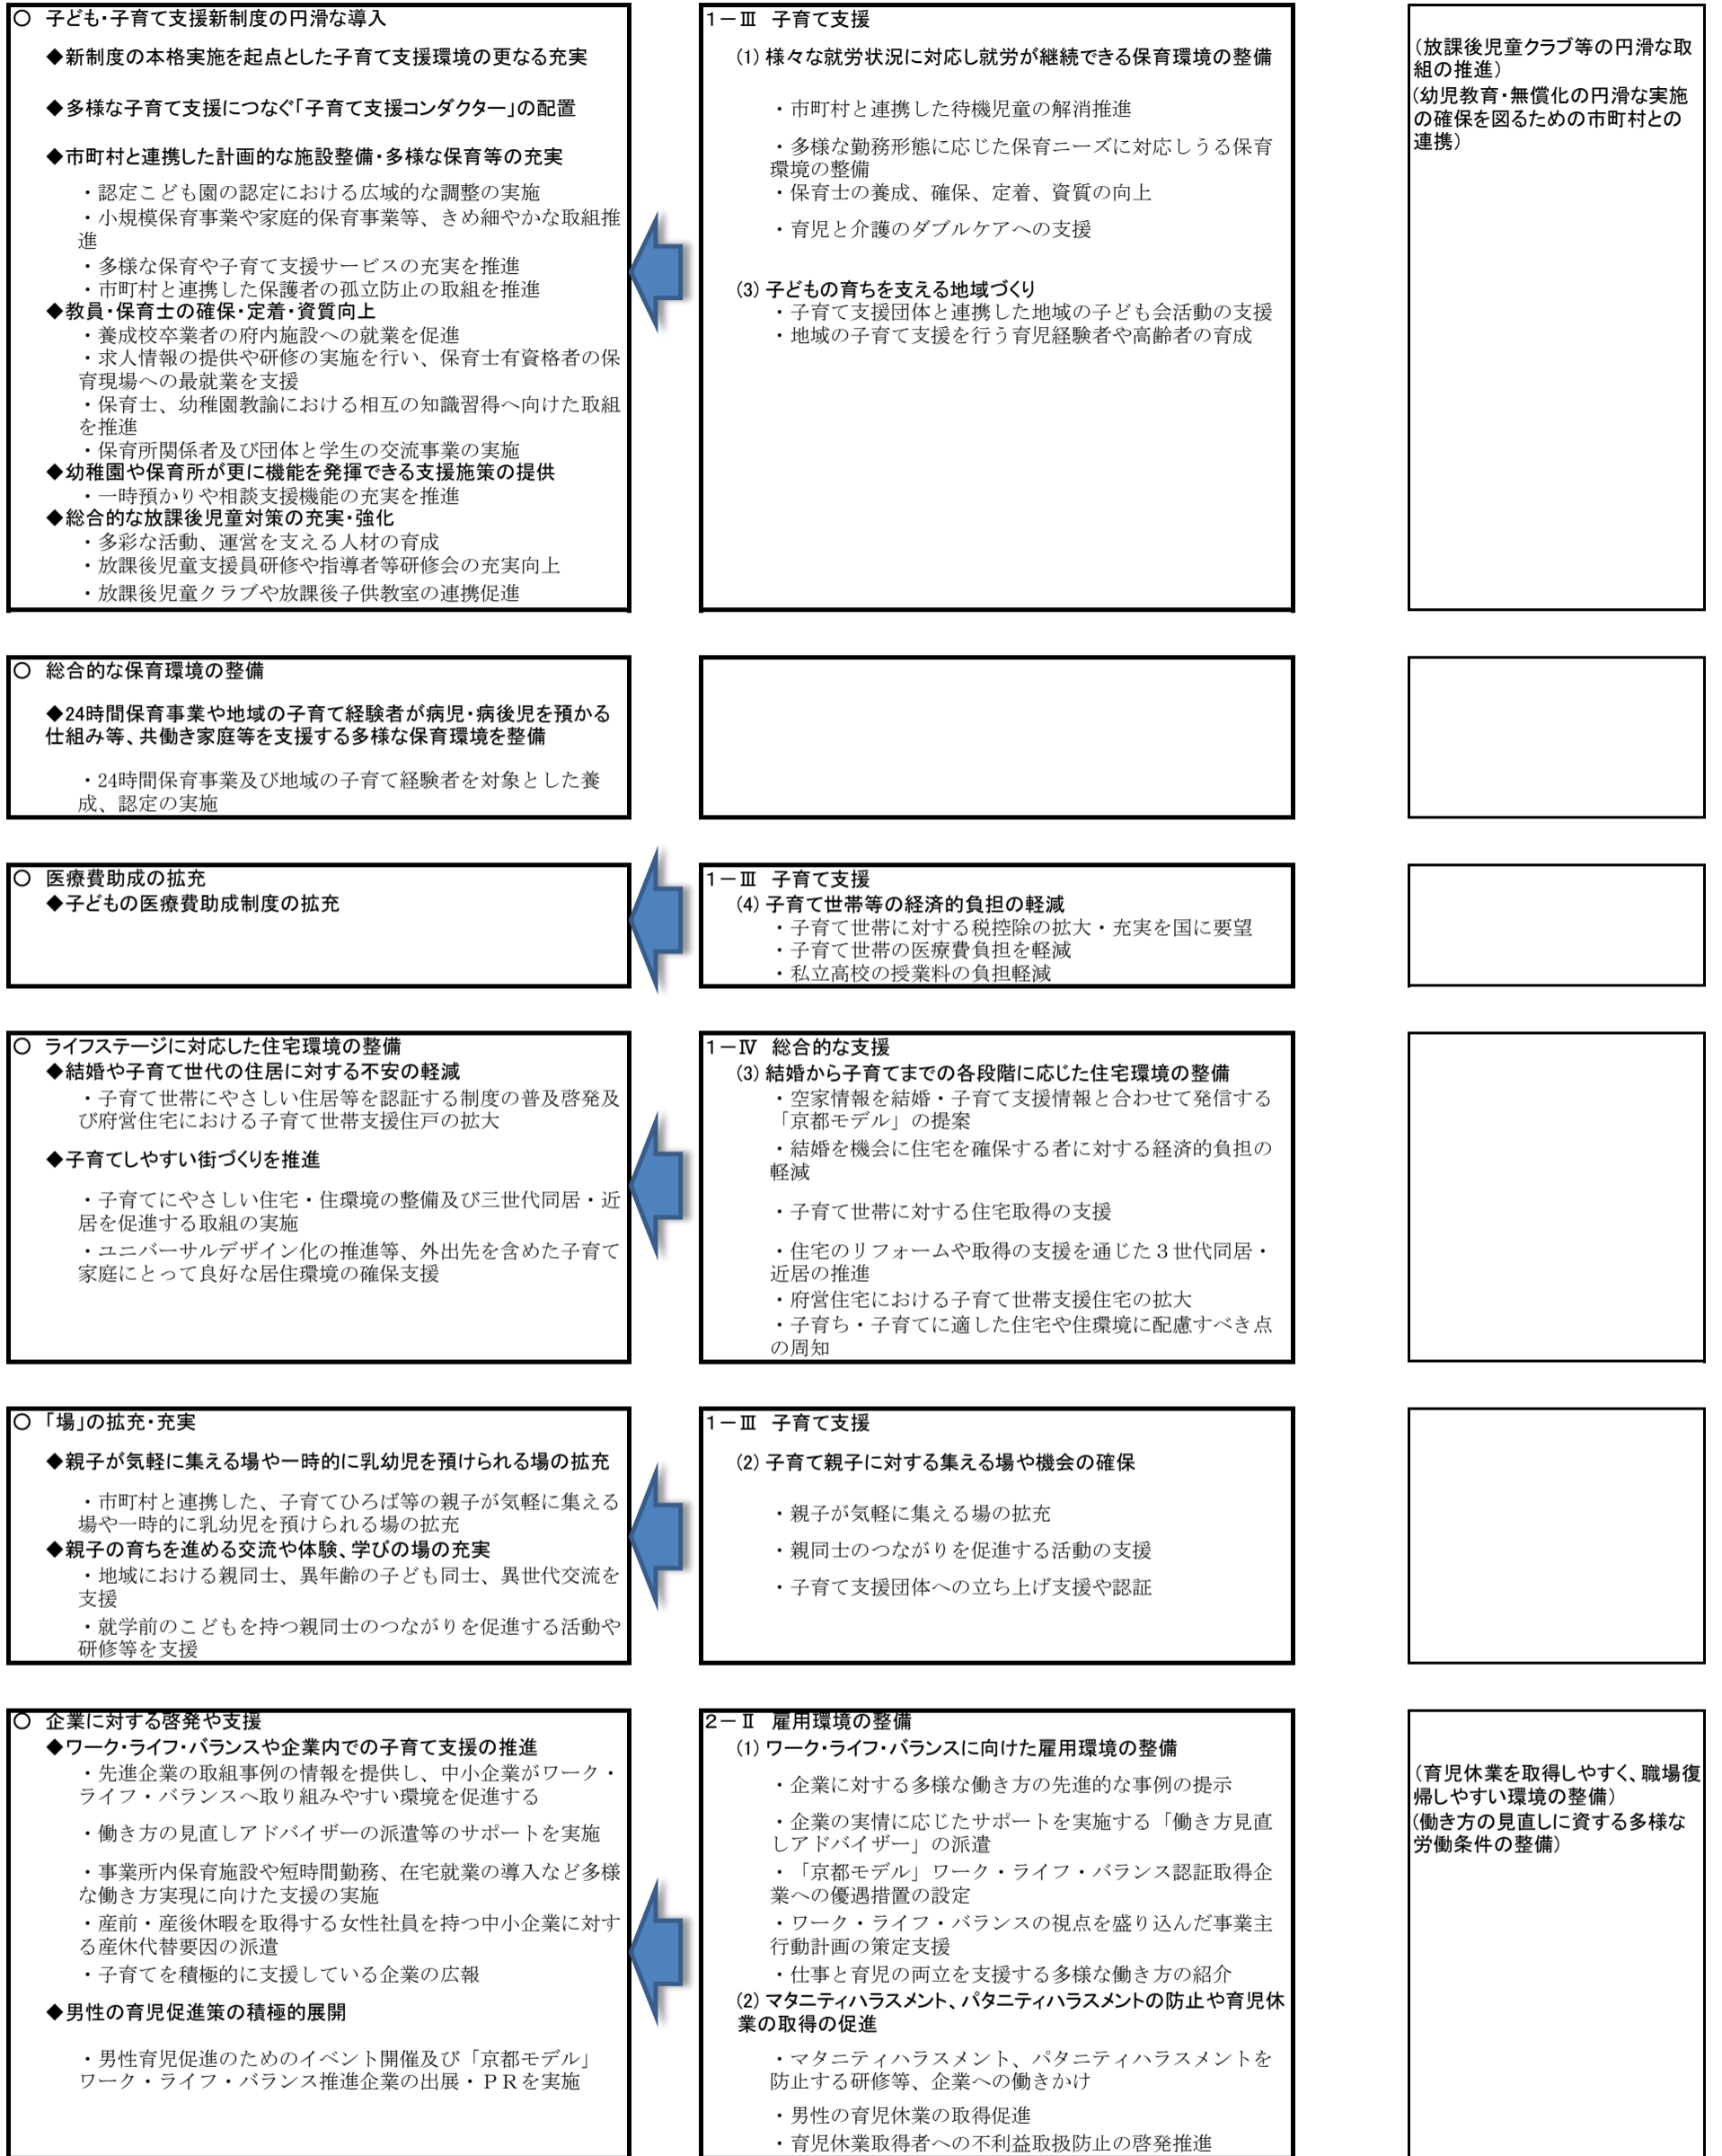 ○ 子ども・子育て支援新制度の円滑な導入
◆新制度の本格実施を起点とした子育て支援環境の更なる充実
◆多様な子育て支援につなぐ「子育て支援コンダクター」の配置
◆市町村と連携した計画的な施設整備・多様な保育等の充実
・認定こども園の認定における広域的な調整の実施
・小規模保育事業や家庭的保育事業等、きめ細やかな取組推
進
・多様な保育や子育て支援サービスの充実を推進
・市町村と連携した保護者の孤立防止の取組を推進
◆教員・保育士の確保・定着・資質向上
・養成校卒業者の府内施設への就業を促進
・求人情報の提供や研修の実施を行い、保育士有資格者の保
育現場への最就業を支援
・保育士、幼稚園教諭における相互の知識習得へ向けた取組
を推進
・保育所関係者及び団体と学生の交流事業の実施
◆幼稚園や保育所が更に機能を発揮できる支援施策の提供
・一時預かりや相談支援機能の充実を推進
◆総合的な放課後児童対策の充実・強化
・多彩な活動、運営を支える人材の育成
・放課後児童支援員研修や指導者等研修会の充実向上
・放課後児童クラブや放課後子供教室の連携促進
1-Ⅲ 子育て支援
(1) 様々な就労状況に対応し就労が継続できる保育環境の整備
・市町村と連携した待機児童の解消推進
・多様な勤務形態に応じた保育ニーズに対応しうる保育
環境の整備
・保育士の養成、確保、定着、資質の向上
・育児と介護のダブルケアへの支援
(3) 子どもの育ちを支える地域づくり
・子育て支援団体と連携した地域の子ども会活動の支援
・地域の子育て支援を行う育児経験者や高齢者の育成
(放課後児童クラブ等の円滑な取
組の推進)
(幼児教育・無償化の円滑な実施
の確保を図るための市町村との
連携)
○ 総合的な保育環境の整備
◆24時間保育事業や地域の子育て経験者が病児・病後児を預かる
仕組み等、共働き家庭等を支援する多様な保育環境を整備
・24時間保育事業及び地域の子育て経験者を対象とした養
成、認定の実施
○ 医療費助成の拡充
◆子どもの医療費助成制度の拡充
1-Ⅲ 子育て支援
(4) 子育て世帯等の経済的負担の軽減
・子育て世帯に対する税控除の拡大・充実を国に要望
・子育て世帯の医療費負担を軽減
・私立高校の授業料の負担軽減
○ ライフステージに対応した住宅環境の整備
◆結婚や子育て世代の住居に対する不安の軽減
・子育て世帯にやさしい住居等を認証する制度の普及啓発及
び府営住宅における子育て世帯支援住戸の拡大
◆子育てしやすい街づくりを推進
・子育てにやさしい住宅・住環境の整備及び三世代同居・近
居を促進する取組の実施
・ユニバーサルデザイン化の推進等、外出先を含めた子育て
家庭にとって良好な居住環境の確保支援
1-Ⅳ 総合的な支援
(3) 結婚から子育てまでの各段階に応じた住宅環境の整備
・空家情報を結婚・子育て支援情報と合わせて発信する
「京都モデル」の提案
・結婚を機会に住宅を確保する者に対する経済的負担の
軽減
・子育て世帯に対する住宅取得の支援
・住宅のリフォームや取得の支援を通じた3世代同居・
近居の推進
・府営住宅における子育て世帯支援住宅の拡大
・子育ち・子育てに適した住宅や住環境に配慮すべき点
の周知
○ 「場」の拡充・充実
◆親子が気軽に集える場や一時的に乳幼児を預けられる場の拡充
・市町村と連携した、子育てひろば等の親子が気軽に集える
場や一時的に乳幼児を預けられる場の拡充
◆親子の育ちを進める交流や体験、学びの場の充実
・地域における親同士、異年齢の子ども同士、異世代交流を
支援
・就学前のこどもを持つ親同士のつながりを促進する活動や
研修等を支援
1-Ⅲ 子育て支援
(2) 子育て親子に対する集える場や機会の確保
・親子が気軽に集える場の拡充
・親同士のつながりを促進する活動の支援
・子育て支援団体への立ち上げ支援や認証
○ 企業に対する啓発や支援
◆ワーク・ライフ・バランスや企業内での子育て支援の推進
・先進企業の取組事例の情報を提供し、中小企業がワーク・
ライフ・バランスへ取り組みやすい環境を促進する
・働き方の見直しアドバイザーの派遣等のサポートを実施
・事業所内保育施設や短時間勤務、在宅就業の導入など多様
な働き方実現に向けた支援の実施
・産前・産後休暇を取得する女性社員を持つ中小企業に対す
る産休代替要因の派遣
・子育てを積極的に支援している企業の広報
◆男性の育児促進策の積極的展開
・男性育児促進のためのイベント開催及び「京都モデル」
ワーク・ライフ・バランス推進企業の出展・PRを実施
2-Ⅱ 雇用環境の整備
(1) ワーク・ライフ・バランスに向けた雇用環境の整備
・企業に対する多様な働き方の先進的な事例の提示
・企業の実情に応じたサポートを実施する「働き方見直
しアドバイザー」の派遣
・「京都モデル」ワーク・ライフ・バランス認証取得企
業への優遇措置の設定
・ワーク・ライフ・バランスの視点を盛り込んだ事業主
行動計画の策定支援
・仕事と育児の両立を支援する多様な働き方の紹介
(2) マタニティハラスメント、パタニティハラスメントの防止や育児休
業の取得の促進
・マタニティハラスメント、パタニティハラスメントを
防止する研修等、企業への働きかけ
・男性の育児休業の取得促進
・育児休業取得者への不利益取扱防止の啓発推進
(育児休業を取得しやすく、職場復
帰しやすい環境の整備)
(働き方の見直しに資する多様な
労働条件の整備)